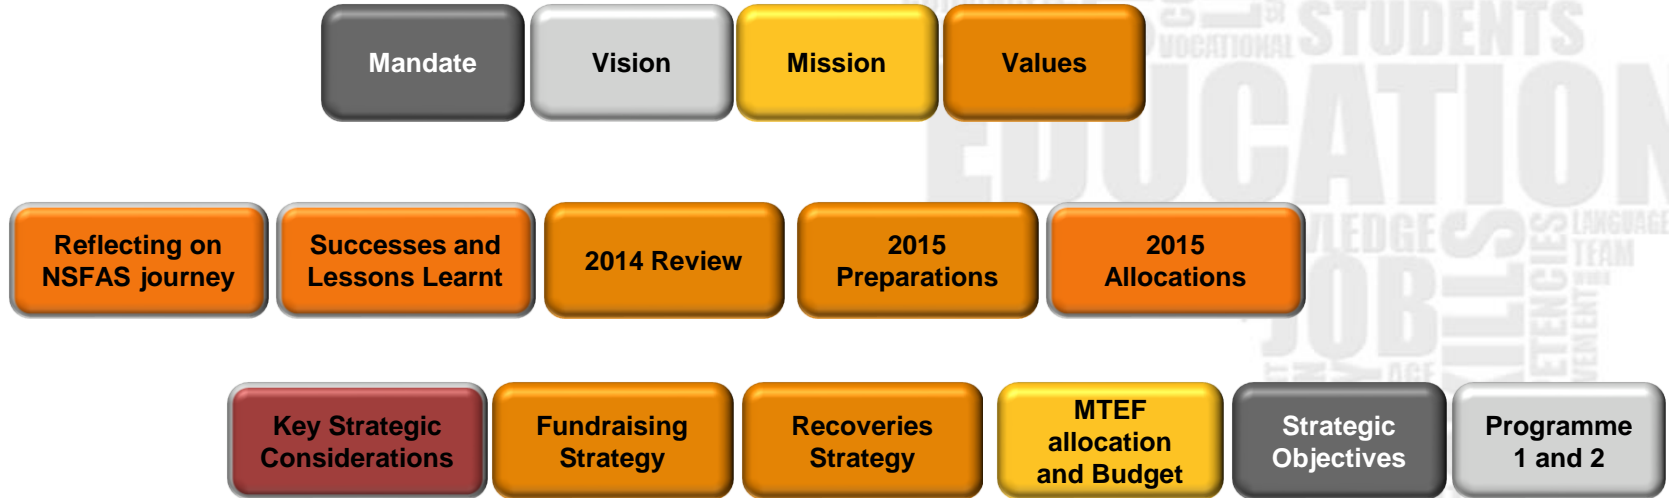 Mandate
Vision
Mission
Values
Reflecting on
NSFAS journey
Successes and
Lessons Learnt
2014 Review
2015
Preparations
2015
Allocations
Key Strategic
Considerations
Fundraising
Strategy
Recoveries
Strategy
MTEF
allocation
and Budget
Strategic
Objectives
Programme
1 and 2
VOCATIONAL
STUDENTS
EDUCATION
LANGUAGE
TEAM
JOB